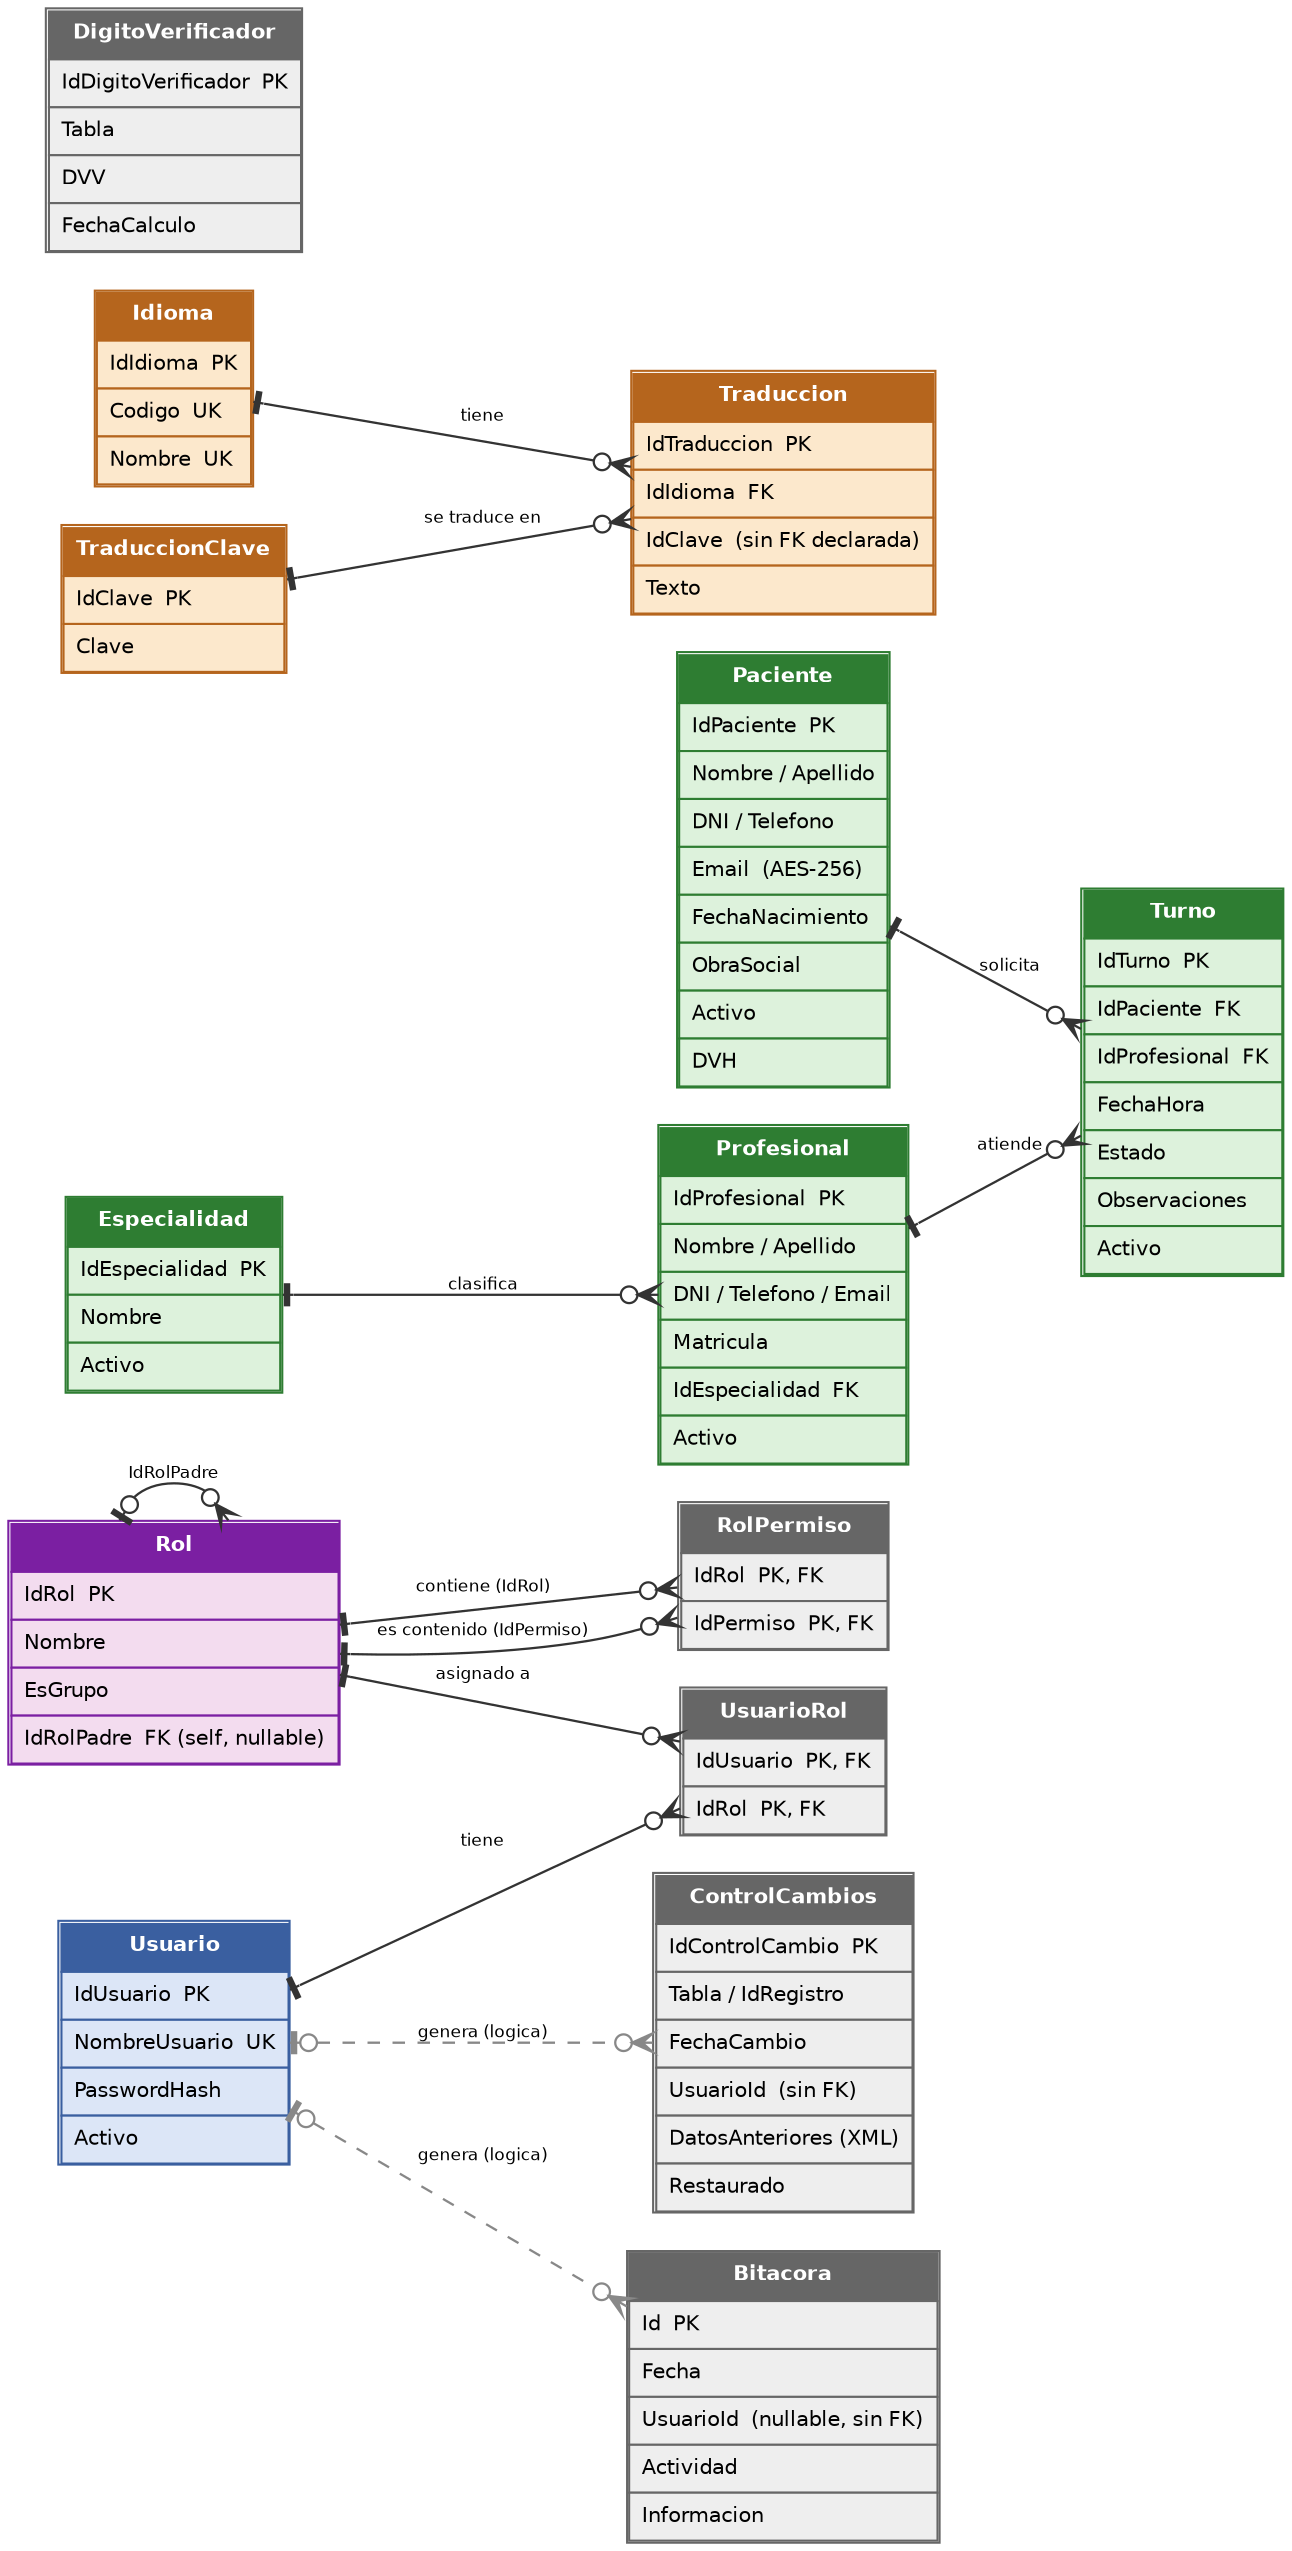 DigitoVerificador
IdDigitoVerificador  PK
Tabla
DVV
FechaCalculo
Idioma
IdIdioma  PK
Codigo  UK
Nombre  UK
tiene
Traduccion
IdTraduccion  PK
IdIdioma  FK
IdClave  (sin FK declarada)
Texto
se traduce en
TraduccionClave
IdClave  PK
Clave
Paciente
IdPaciente  PK
Nombre / Apellido
DNI / Telefono
Email  (AES-256)
FechaNacimiento
ObraSocial
Activo
DVH
solicita
Turno
IdTurno  PK
IdPaciente  FK
IdProfesional  FK
FechaHora
Estado
Observaciones
Activo
atiende
Profesional
IdProfesional  PK
Nombre / Apellido
DNI / Telefono / Email
Matricula
IdEspecialidad  FK
Activo
Especialidad
IdEspecialidad  PK
Nombre
Activo
clasifica
IdRolPadre
Rol
IdRol  PK
Nombre
EsGrupo
IdRolPadre  FK (self, nullable)
contiene (IdRol)
es contenido (IdPermiso)
asignado a
RolPermiso
IdRol  PK, FK
IdPermiso  PK, FK
UsuarioRol
IdUsuario  PK, FK
IdRol  PK, FK
tiene
Usuario
IdUsuario  PK
NombreUsuario  UK
PasswordHash
Activo
genera (logica)
genera (logica)
ControlCambios
IdControlCambio  PK
Tabla / IdRegistro
FechaCambio
UsuarioId  (sin FK)
DatosAnteriores (XML)
Restaurado
Bitacora
Id  PK
Fecha
UsuarioId  (nullable, sin FK)
Actividad
Informacion